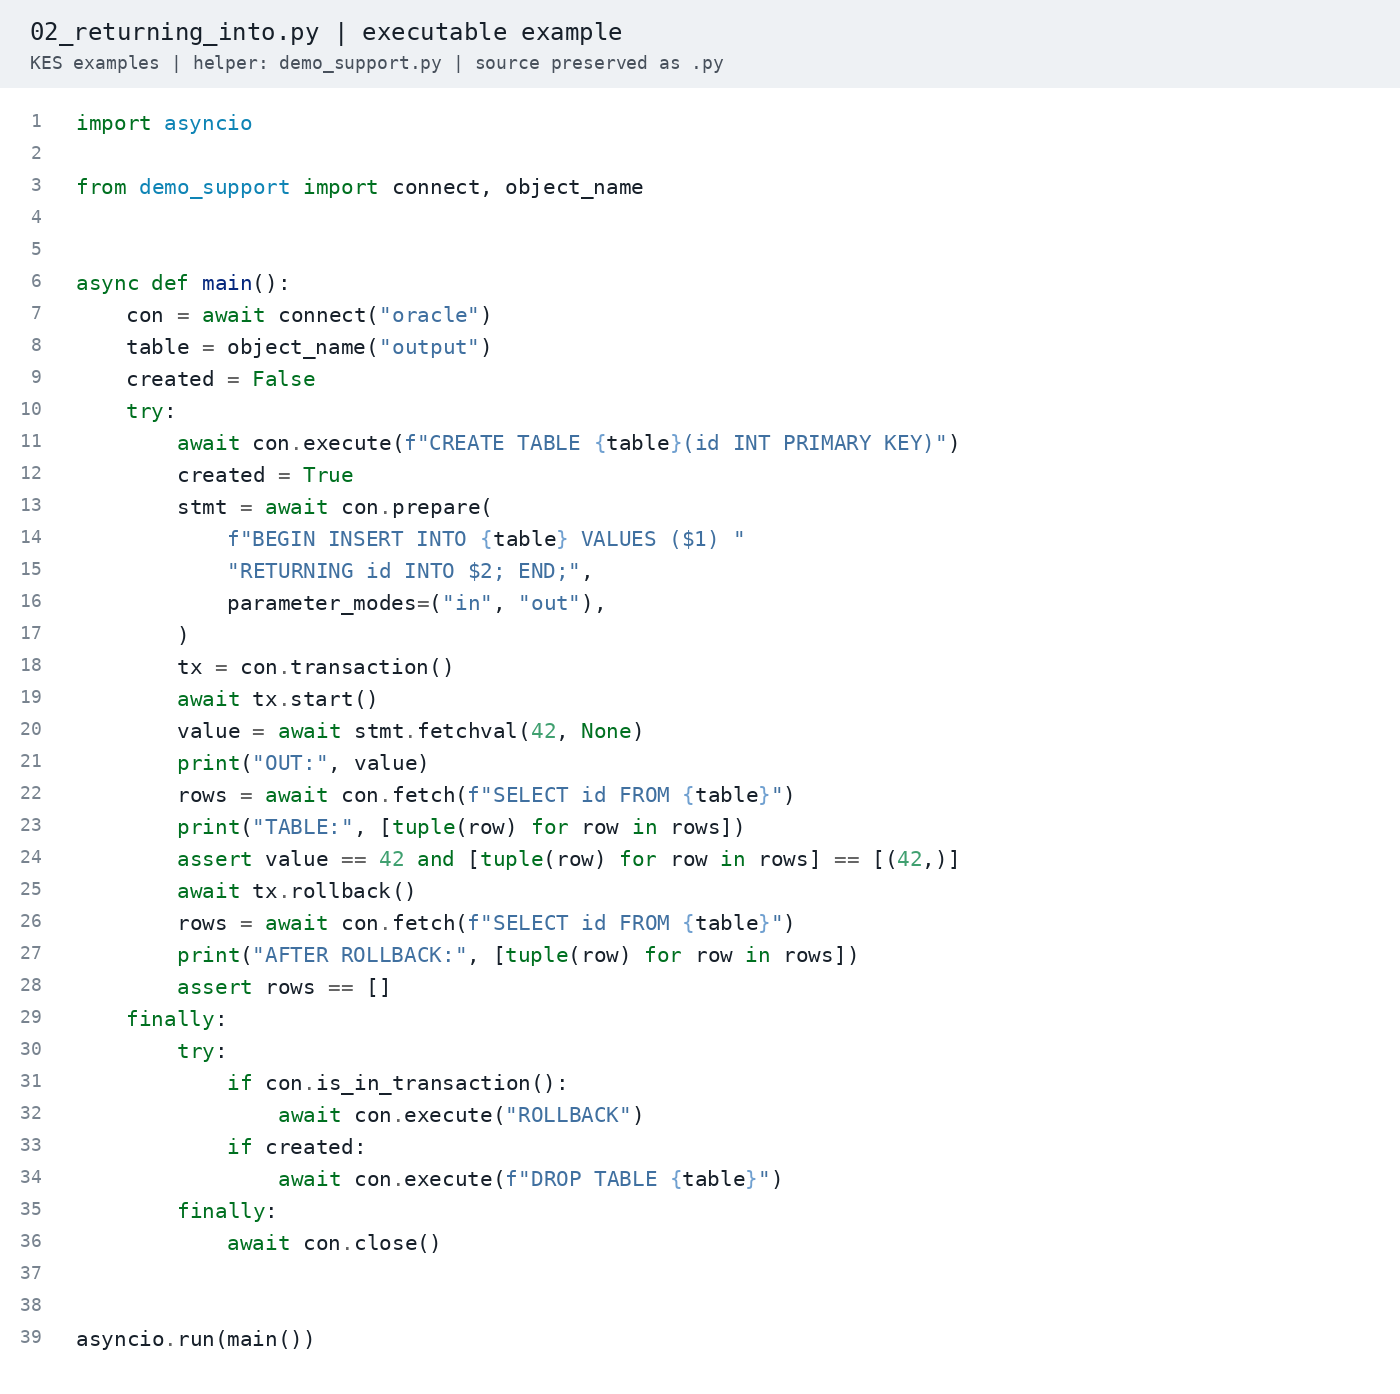 02_returning_into.py | executable example
KES examples | helper: demo_support.py | source preserved as .py
1 import asyncio
2
3 from demo_support import connect, object_name
4
5
6 async def main():
7     con = await connect("oracle")
8     table = object_name("output")
9     created = False
10     try:
11         await con.execute(f"CREATE TABLE {table}(id INT PRIMARY KEY)")
12         created = True
13         stmt = await con.prepare(
14             f"BEGIN INSERT INTO {table} VALUES ($1) "
15             "RETURNING id INTO $2; END;",
16             parameter_modes=("in", "out"),
17         )
18         tx = con.transaction()
19         await tx.start()
20         value = await stmt.fetchval(42, None)
21         print("OUT:", value)
22         rows = await con.fetch(f"SELECT id FROM {table}")
23         print("TABLE:", [tuple(row) for row in rows])
24         assert value == 42 and [tuple(row) for row in rows] == [(42,)]
25         await tx.rollback()
26         rows = await con.fetch(f"SELECT id FROM {table}")
27         print("AFTER ROLLBACK:", [tuple(row) for row in rows])
28         assert rows == []
29     finally:
30         try:
31             if con.is_in_transaction():
32                 await con.execute("ROLLBACK")
33             if created:
34                 await con.execute(f"DROP TABLE {table}")
35         finally:
36             await con.close()
37
38
39 asyncio.run(main())